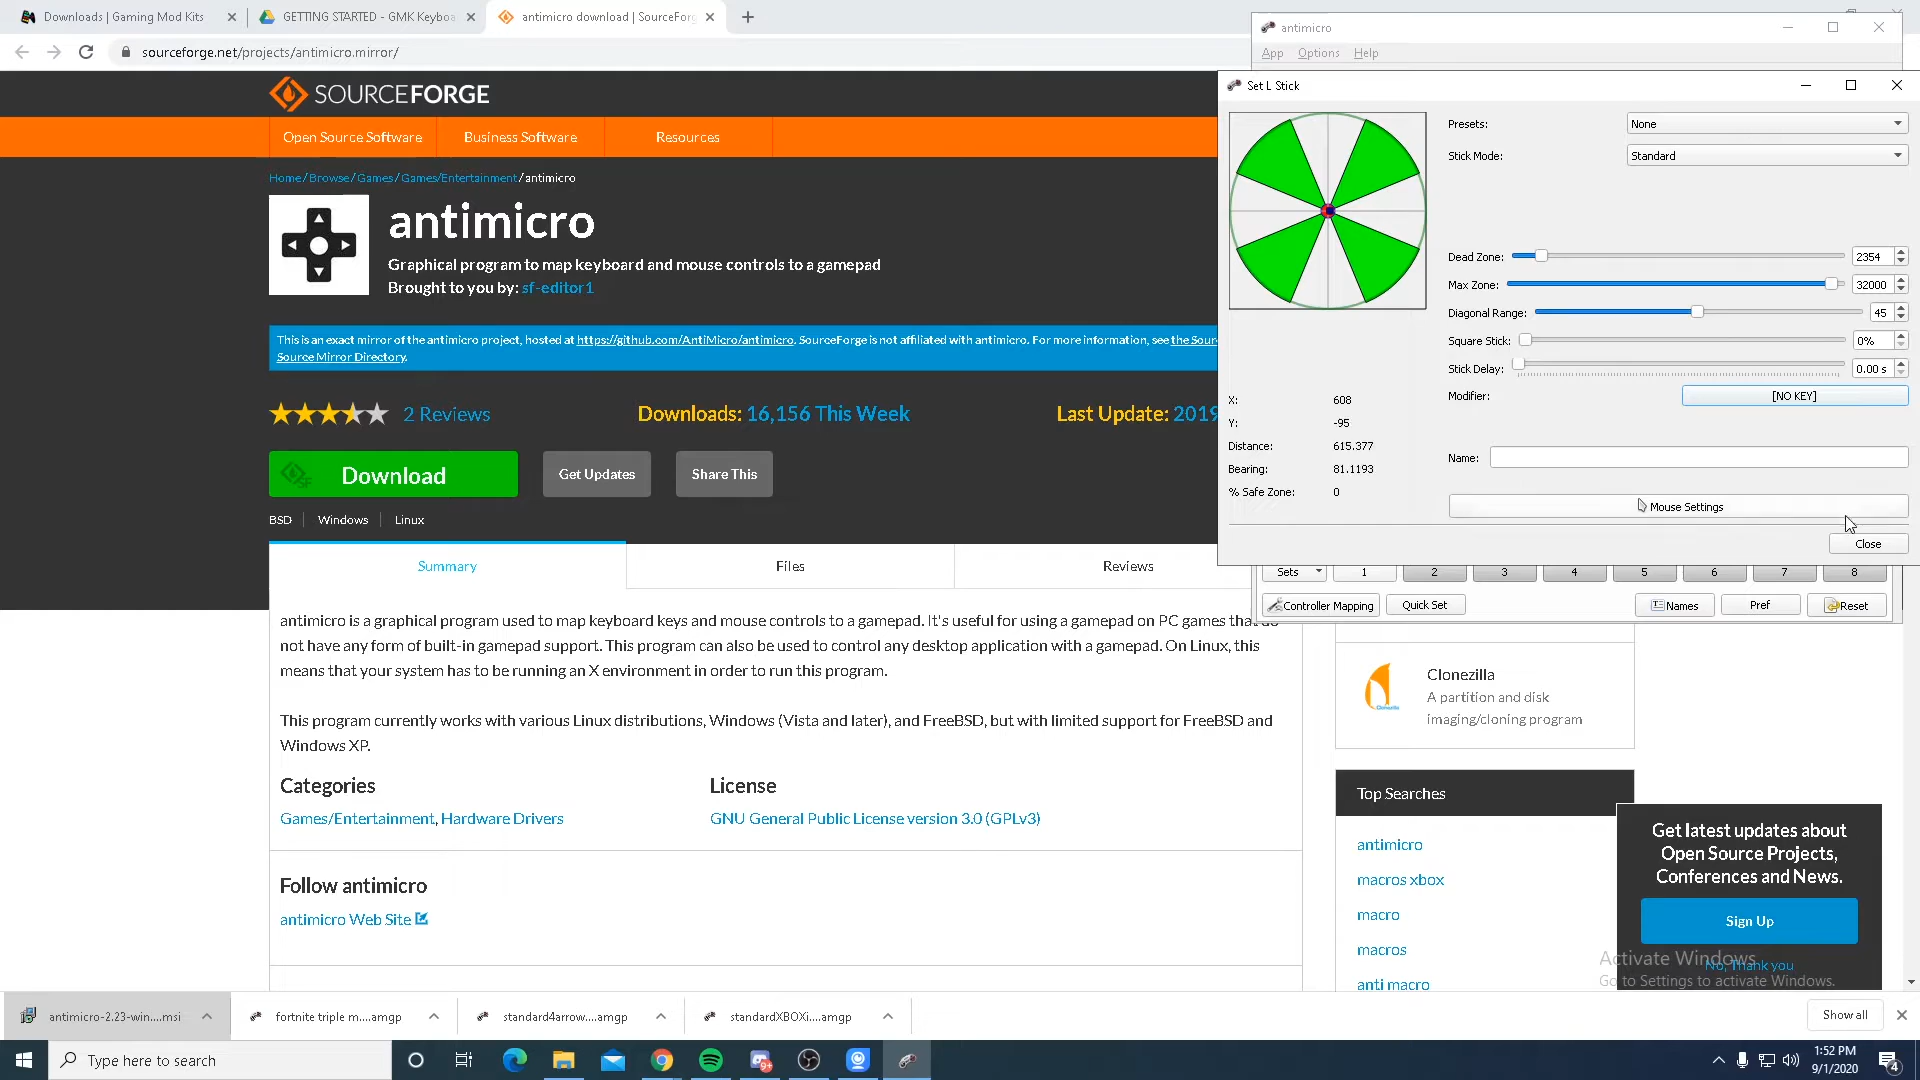 Downloads | Gaming Mod Kits
GETTING STARTED - GMK Keyboa
antimicro download | SourceForg
sourceforge.net/projects/antimicro.mirror/
SOURCEFORGE
Open Source Software
Business Software
Resources
Home / Browse / Games / Games/Entertainment / antimicro
antimicro
Graphical program to map keyboard and mouse controls to a gamepad
Brought to you by: sf-editor1
This is an exact mirror of the antimicro project, hosted at https://github.com/AntiMicro/antimicro. SourceForge is not affiliated with antimicro. For more information, see the Sour
Source Mirror Directory.
2 Reviews
Downloads: 16,156 This Week
Last Update: 2019
Download
Get Updates
Share This
BSD
Windows
Linux
Summary
Files
Reviews
antimicro is a graphical program used to map keyboard keys and mouse controls to a gamepad. It's useful for using a gamepad on PC games that do
not have any form of built-in gamepad support. This program can also be used to control any desktop application with a gamepad. On Linux, this
means that your system has to be running an X environment in order to run this program.
This program currently works with various Linux distributions, Windows (Vista and later), and FreeBSD, but with limited support for FreeBSD and
Windows XP.
Categories
Games/Entertainment, Hardware Drivers
License
GNU General Public License version 3.0 (GPLv3)
Follow antimicro
antimicro Web Site
antimicro
App Options Help
Set L Stick
Presets: None
Stick Mode: Standard
Dead Zone: 2354
Max Zone: 32000
Diagonal Range: 45
Square Stick: 0%
Stick Delay: 0.00 s
Modifier: [NO KEY]
X: 608
Y: -95
Distance: 615.377
Bearing: 81.1193
% Safe Zone: 0
Name:
Mouse Settings
Close
Sets 1 2 3 4 5 6 7 8
Controller Mapping
Quick Set
Names
Pref
Reset
Clonezilla
A partition and disk
imaging/cloning program
Top Searches
antimicro
macros xbox
macro
macros
anti macro
Get latest updates about
Open Source Projects,
Conferences and News.
Sign Up
No, Thank you
Activate Windows
Go to Settings to activate Windows.
antimicro-2.23-win....msi
fortnite triple m....amgp
standard4arrow....amgp
standardXBOXi....amgp
Show all
Type here to search
9+
1:52 PM
9/1/2020
4